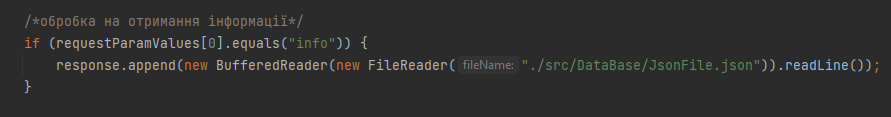 /*обробка на отримання інформації*/
if (requestParamValues[0].equals("info")) {
response.append(new BufferedReader(new FileReader( fileName: "./src/DataBase/JsonFile.json")).readLine());
}